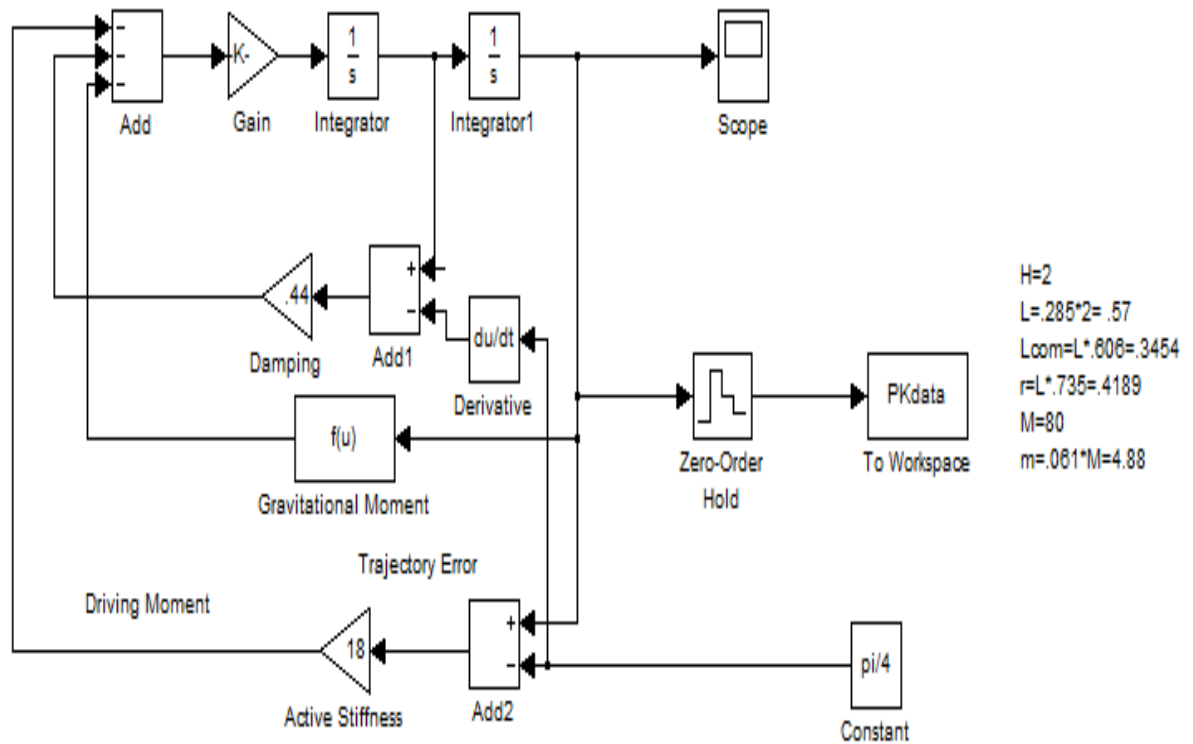 Add
K-
Gain
1
s
Integrator
1
s
Integrator1
Scope
.44
Damping
+
Add1
du/dt
Derivative
f(u)
Gravitational Moment
Zero-Order
Hold
PKdata
To Workspace
H=2
L=.285*2= .57
Lcom=L*.606=.3454
r=L*.735=.4189
M=80
m=.061*M=4.88
Trajectory Error
Driving Moment
18
Active Stiffness
+
Add2
pi/4
Constant